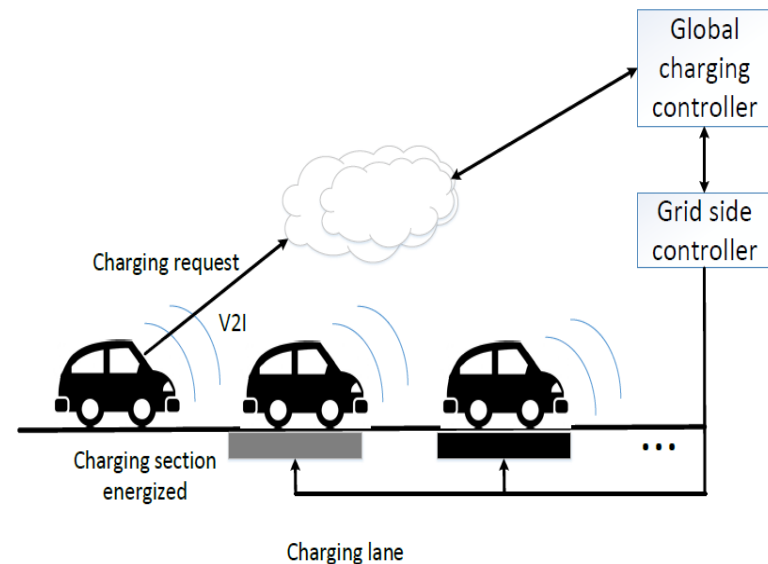 Global
charging
controller
Grid side
controller
Charging request
V2I
Charging section
energized
...
Charging lane